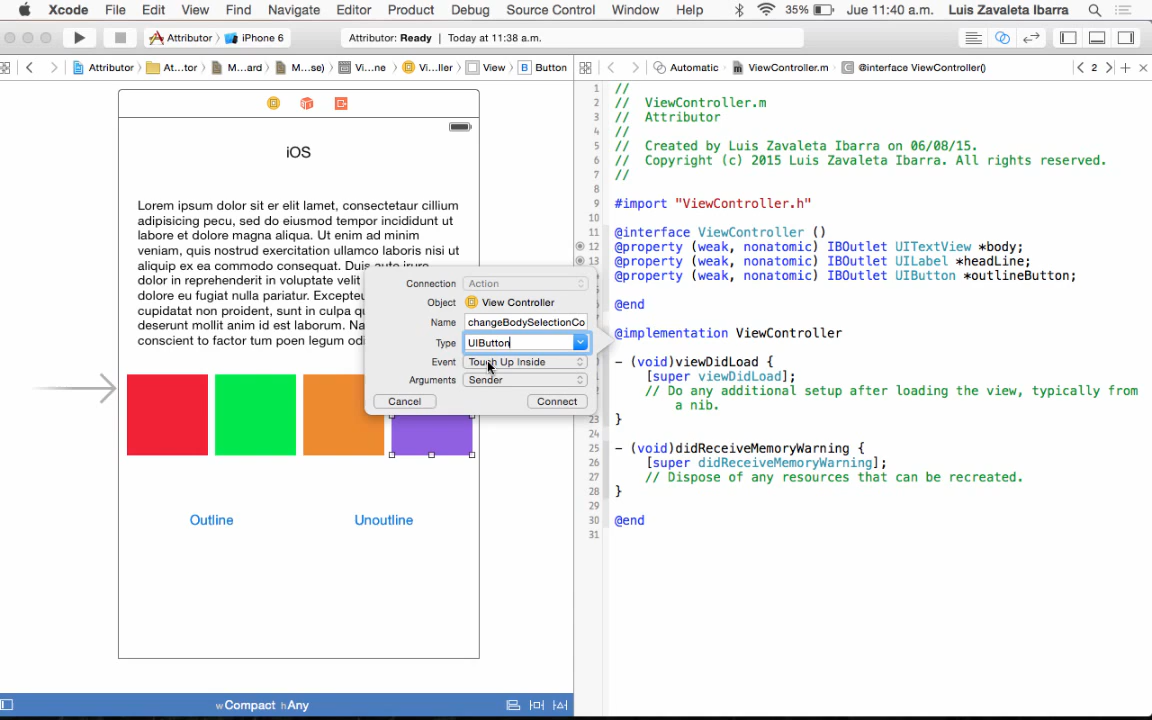 Xcode File Edit View Find Navigate Editor Product Debug Source Control Window Help 35% Jue 11:40 a.m. Luis Zavaleta Ibarra
Attributor iPhone 6 Attributor: Ready | Today at 11:38 a.m.
Attributor At...tor M...ard M...se) Vi...ne Vi...ller View B Button Automatic ViewController.m C @interface ViewController() 2
iOS
Lorem ipsum dolor sit er elit lamet, consectetaur cillium
adipisicing pecu, sed do eiusmod tempor incididunt ut
labore et dolore magna aliqua. Ut enim ad minim
veniam, quis nostrud exercitation ullamco laboris nisi ut
aliquip ex ea commodo consequat. Duis aute irure
dolor in reprehenderit in voluptate velit
dolore eu fugiat nulla pariatur. Excepteu
cupidatat non proident, sunt in culpa qu
deserunt mollit anim id est laborum. Na
conscient to factor tum poen legum odi
Connection Action
Object View Controller
Name changeBodySelectionCo
Type UIButton
Event Touch Up Inside
Arguments Sender
Cancel Connect
Outline Unoutline
wCompact hAny
1 //
2 // ViewController.m
3 // Attributor
4 //
5 // Created by Luis Zavaleta Ibarra on 06/08/15.
6 // Copyright (c) 2015 Luis Zavaleta Ibarra. All rights reserved.
7 //
8
9 #import "ViewController.h"
10
11 @interface ViewController ()
12 @property (weak, nonatomic) IBOutlet UITextView *body;
13 @property (weak, nonatomic) IBOutlet UILabel *headLine;
@property (weak, nonatomic) IBOutlet UIButton *outlineButton;
@end
@implementation ViewController
- (void)viewDidLoad {
[super viewDidLoad];
// Do any additional setup after loading the view, typically from
a nib.
23 }
24
25 - (void)didReceiveMemoryWarning {
26 [super didReceiveMemoryWarning];
27 // Dispose of any resources that can be recreated.
28 }
29
30 @end
31